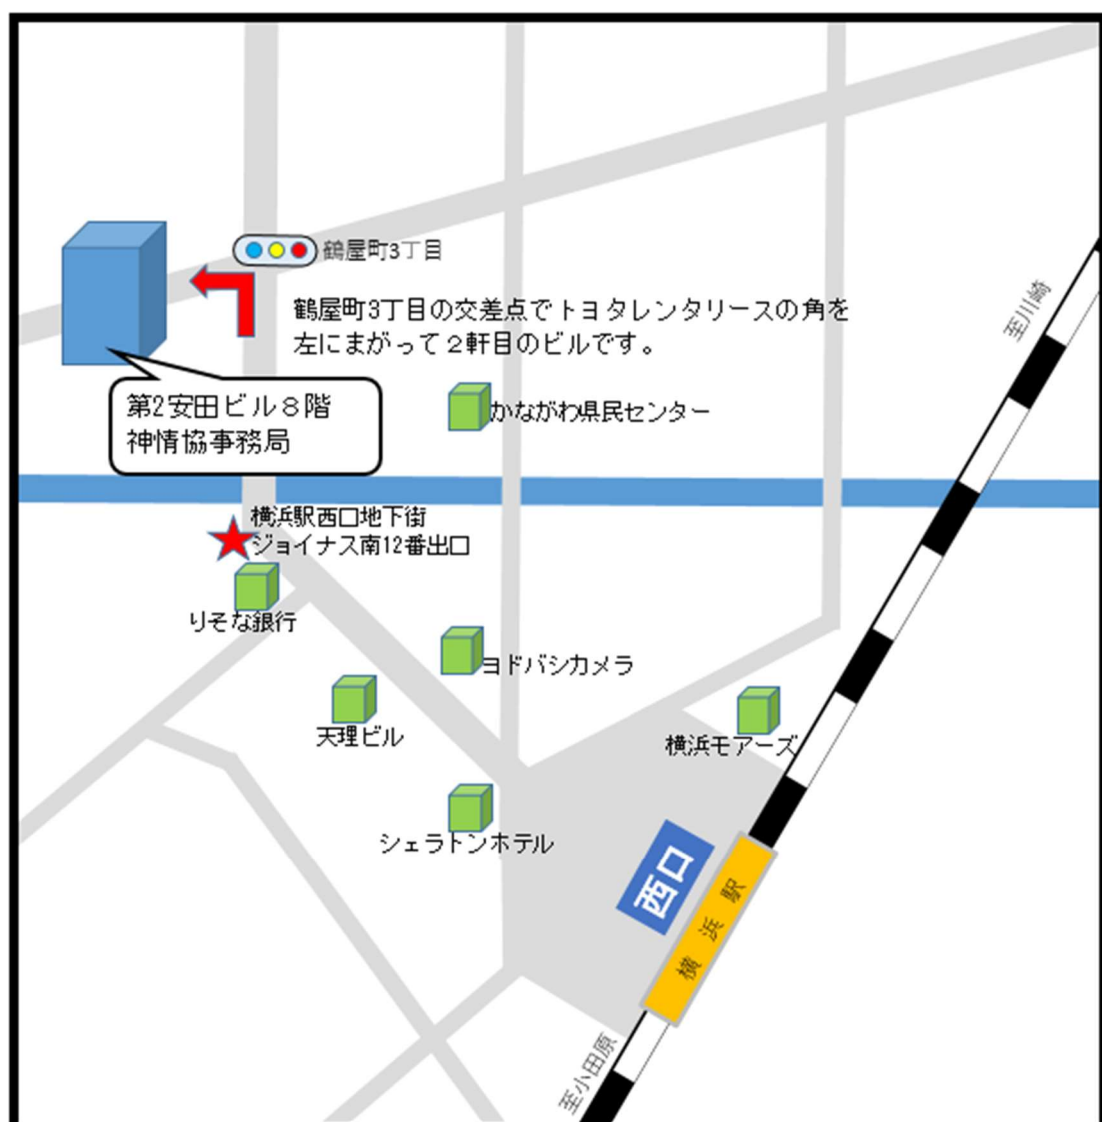 鶴屋町3丁目
鶴屋町3丁目の交差点でトヨタレンタリースの角を
左にまがって２軒目のビルです。
至川崎
第2安田ビル８階
神情協事務局
かながわ県民センター
横浜駅西口地下街
ジョイナス南12番出口
りそな銀行
ヨドバシカメラ
天理ビル
横浜モアーズ
シェラトンホテル
西口
横浜駅
至小田原